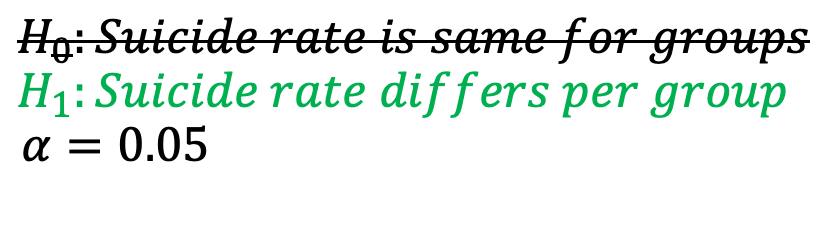 H₀: Suicide rate is same for groups
H₁: Suicide rate differs per group
α = 0.05